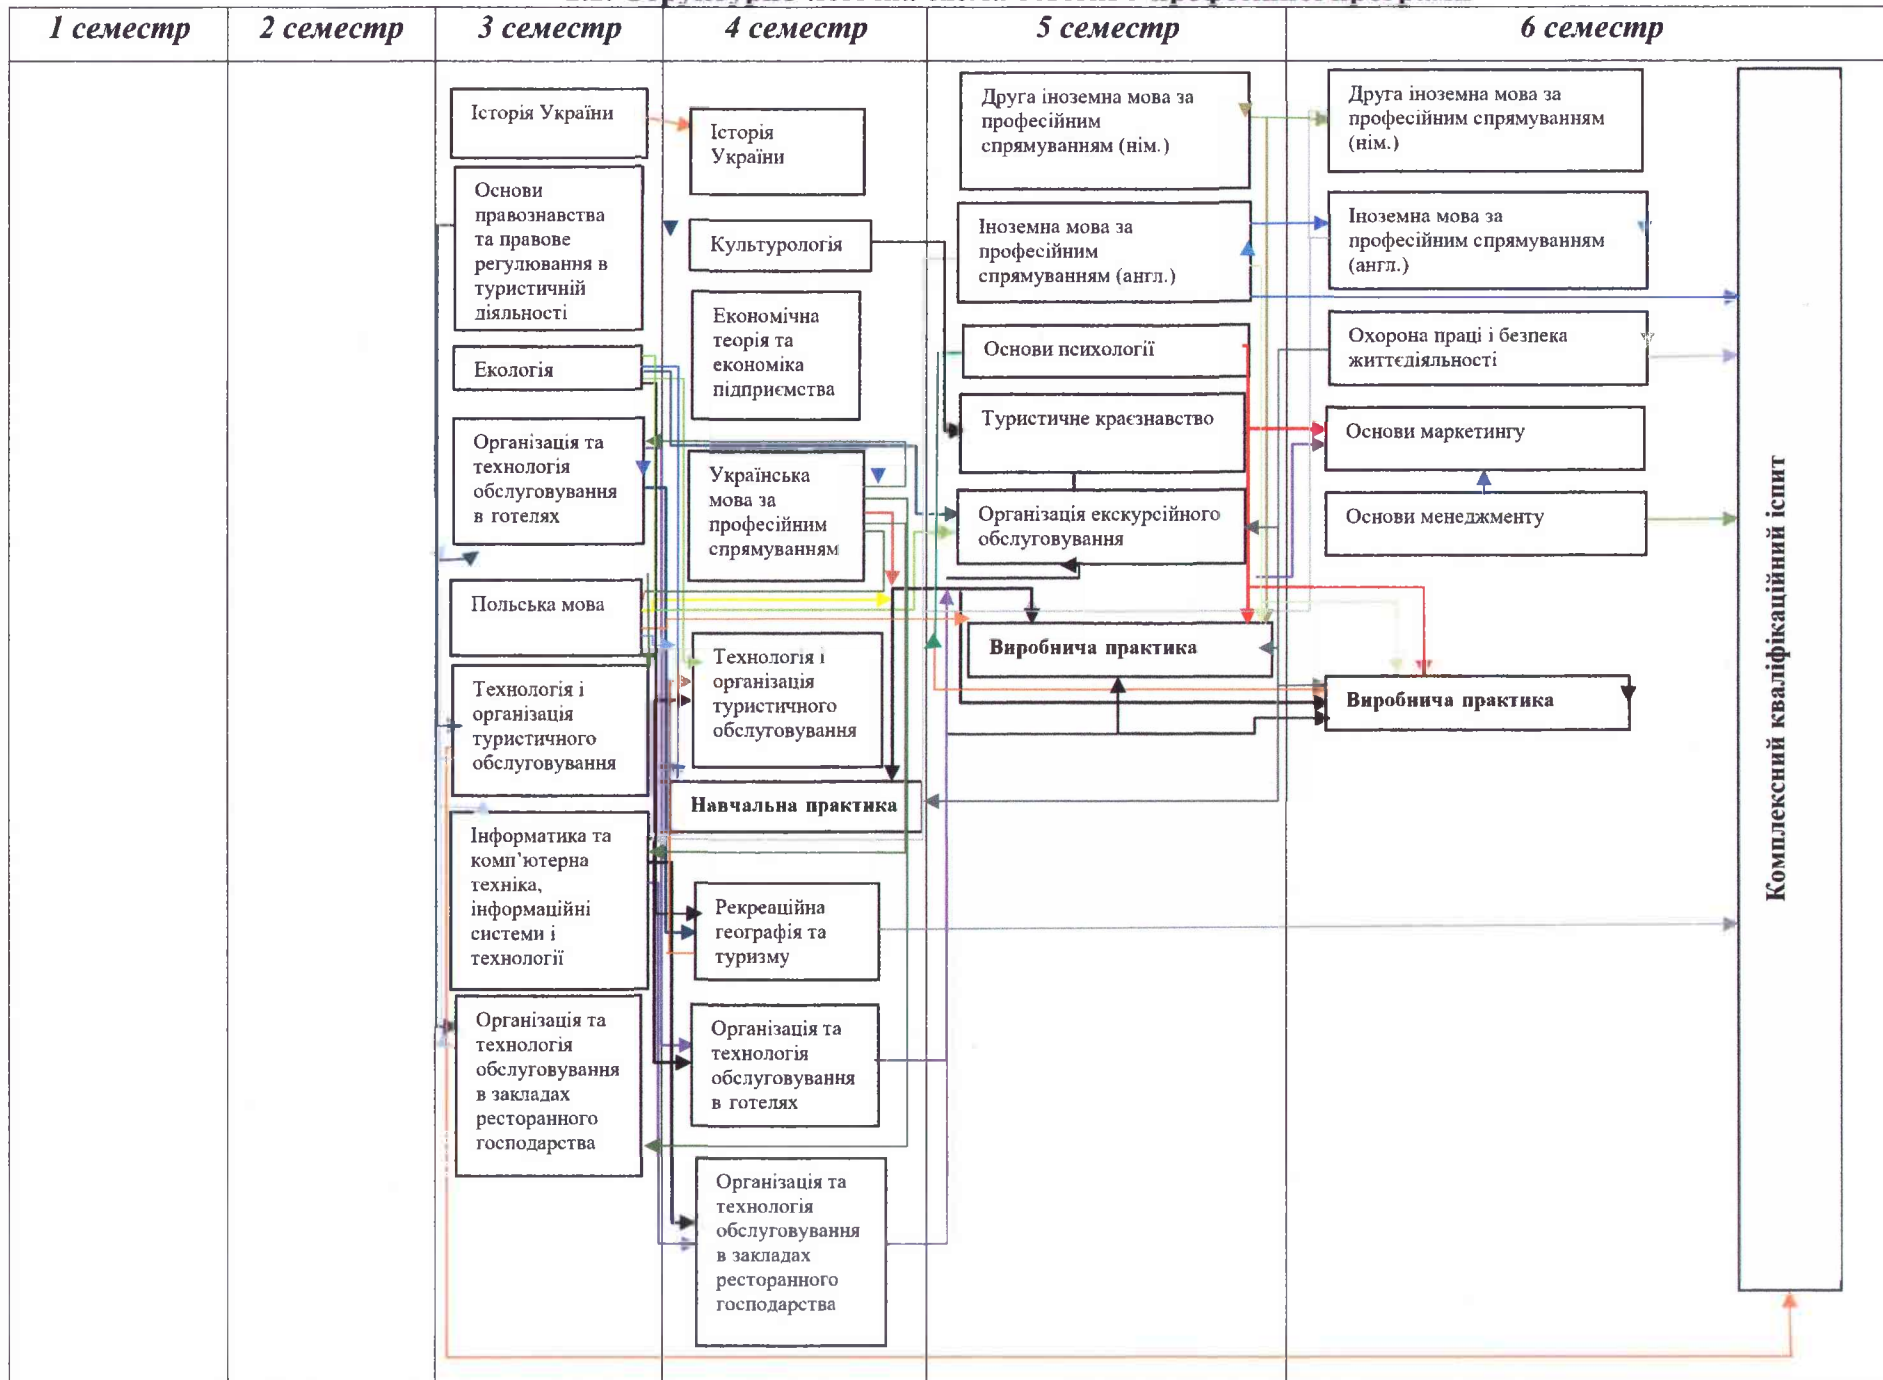 1 семестр
2 семестр
3 семестр
4 семестр
5 семестр
6 семестр
Історія України
Основи
правознавства
та правове
регулювання в
туристичній
діяльності
Екологія
Організація та
технологія
обслуговування
в готелях
Польська мова
Технологія і
організація
туристичного
обслуговування
Інформатика та
комп’ютерна
техніка,
інформаційні
системи і
технології
Організація та
технологія
обслуговування
в закладах
ресторанного
господарства
Історія
України
Культурологія
Економічна
теорія та
економіка
підприємства
Українська
мова за
професійним
спрямуванням
Технологія і
організація
туристичного
обслуговування
Навчальна практика
Рекреаційна
географія та
туризму
Організація та
технологія
обслуговування
в готелях
Організація та
технологія
обслуговування
в закладах
ресторанного
господарства
Друга іноземна мова за
професійним
спрямуванням (нім.)
Іноземна мова за
професійним
спрямуванням (англ.)
Основи психології
Туристичне краєзнавство
Організація екскурсійного
обслуговування
Виробнича практика
Друга іноземна мова за
професійним спрямуванням
(нім.)
Іноземна мова за
професійним спрямуванням
(англ.)
Охорона праці і безпека
життєдіяльності
Основи маркетингу
Основи менеджменту
Виробнича практика
Комплексний кваліфікаційний іспит